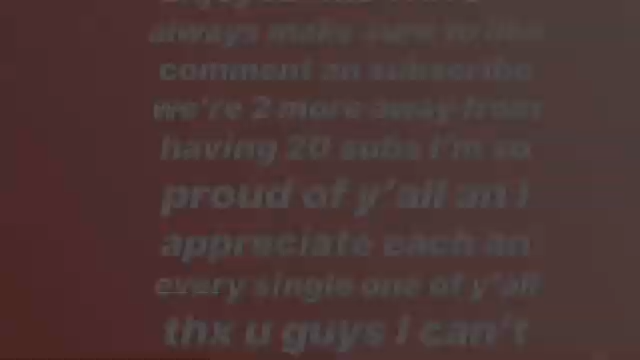 always make sure to like
comment an subscribe
we're 2 more away from
having 20 subs I'm so
proud of y'all an I
appreciate each an
every single one of y'all
thx u guys I can't